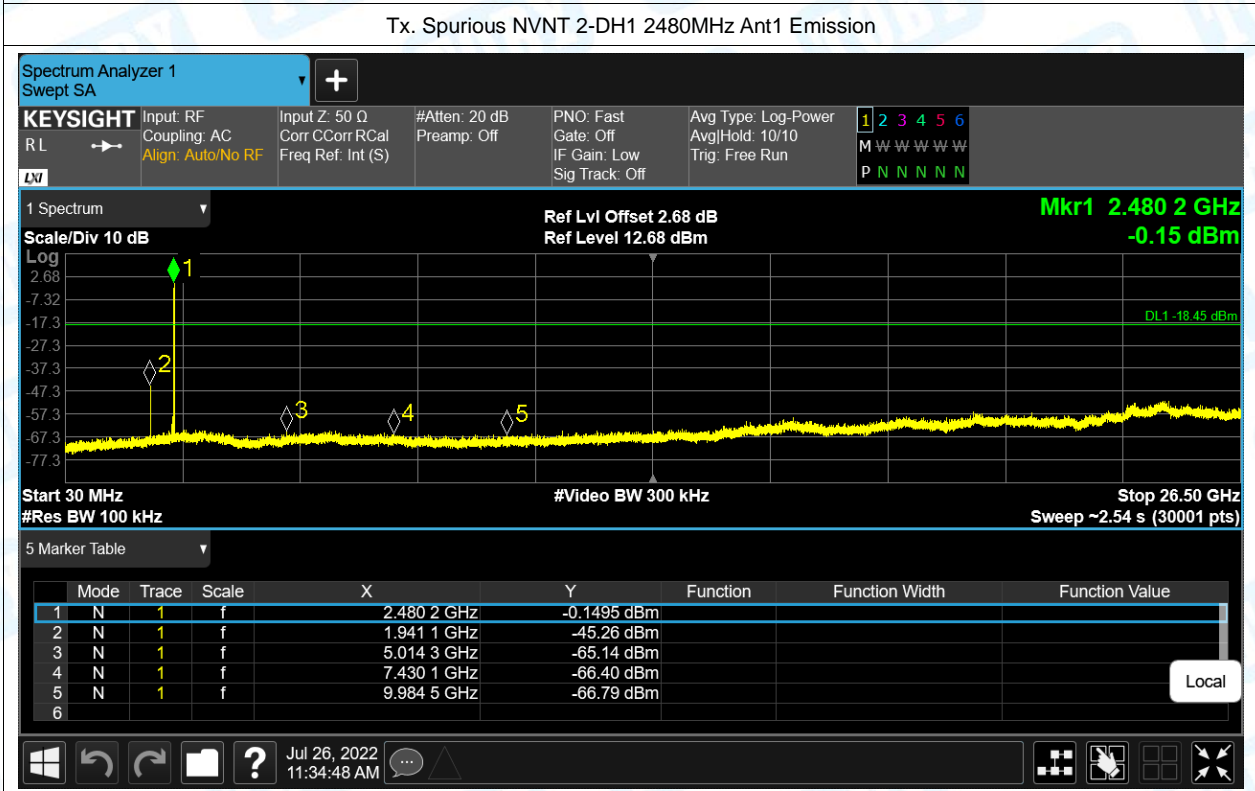 Tx. Spurious NVNT 2-DH1 2480MHz Ant1 Emission
Spectrum Analyzer 1
Swept SA
KEYSIGHT
RL
LXI
Input: RF
Coupling: AC
Align: Auto/No RF
Input Z: 50 Ω
Corr CCorr RCal
Freq Ref: Int (S)
#Atten: 20 dB
Preamp: Off
PNO: Fast
Gate: Off
IF Gain: Low
Sig Track: Off
Avg Type: Log-Power
Avg|Hold: 10/10
Trig: Free Run
1 2 3 4 5 6
M W W W W W
P N N N N N
1 Spectrum
Scale/Div 10 dB
Ref Lvl Offset 2.68 dB
Ref Level 12.68 dBm
Mkr1 2.480 2 GHz
-0.15 dBm
Log
2.68
-7.32
-17.3
-27.3
-37.3
-47.3
-57.3
-67.3
-77.3
1
2
3
4
5
DL1 -18.45 dBm
Start 30 MHz
#Video BW 300 kHz
Stop 26.50 GHz
#Res BW 100 kHz
Sweep ~2.54 s (30001 pts)
5 Marker Table
Mode Trace Scale X Y Function Function Width Function Value
1 N 1 f 2.480 2 GHz -0.1495 dBm
2 N 1 f 1.941 1 GHz -45.26 dBm
3 N 1 f 5.014 3 GHz -65.14 dBm
4 N 1 f 7.430 1 GHz -66.40 dBm
5 N 1 f 9.984 5 GHz -66.79 dBm
6
Local
?
Jul 26, 2022
11:34:48 AM